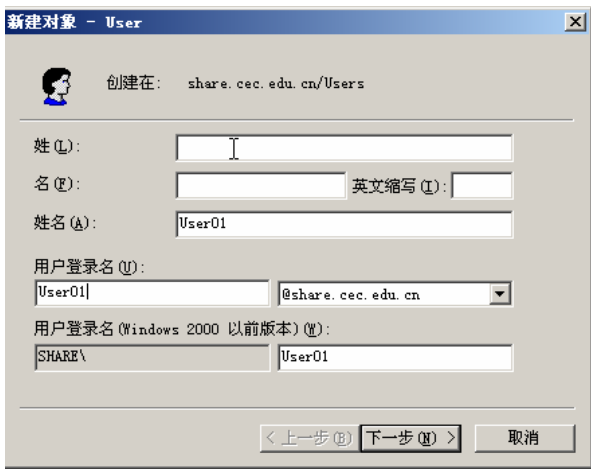 新建对象 - User
创建在: share.cec.edu.cn/Users
姓(L):
名(F): 英文缩写(I):
姓名(A): User01
用户登录名(U):
User01 @share.cec.edu.cn
用户登录名(Windows 2000 以前版本)(W):
SHARE\ User01
< 上一步(B) 下一步(N) > 取消